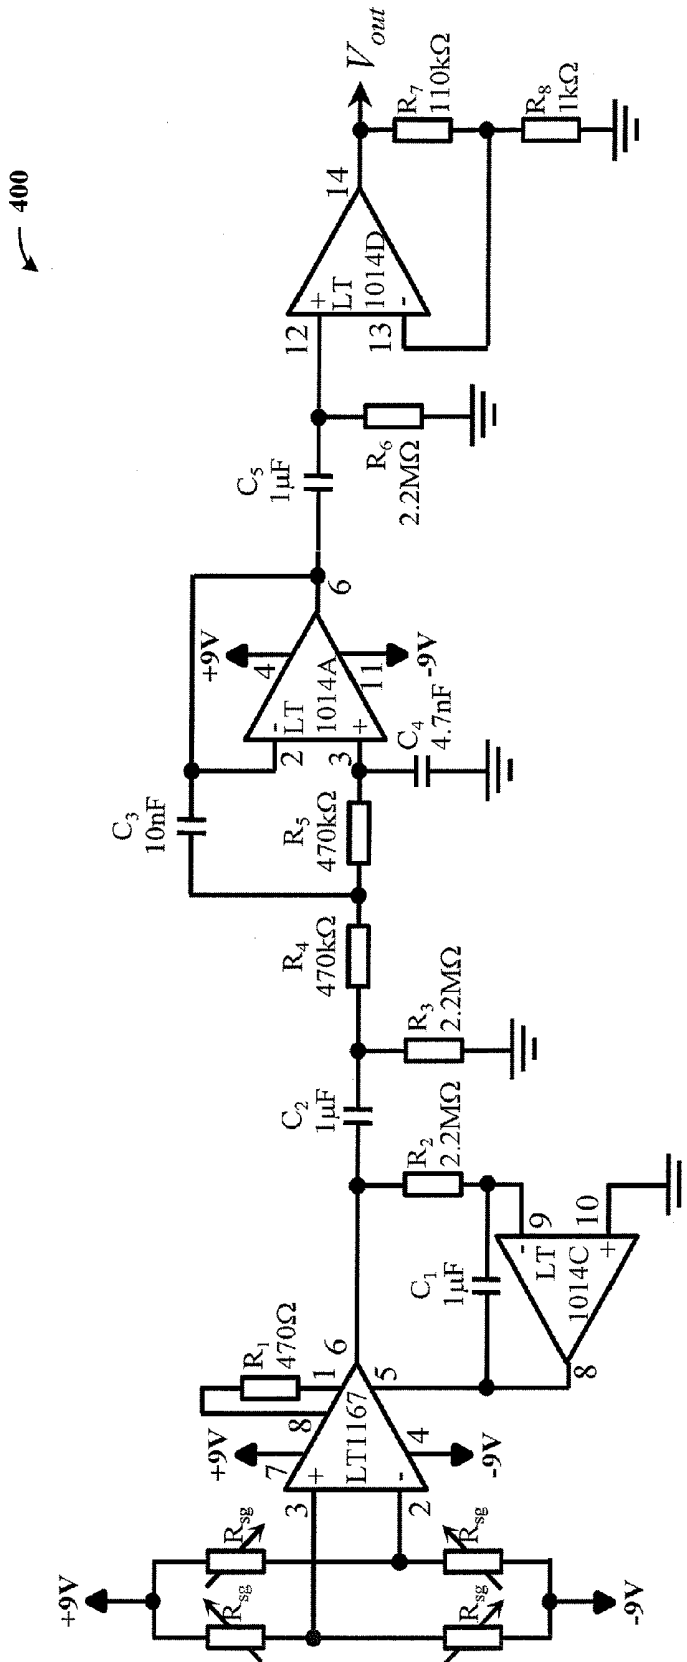 400
+9V
R_sg
R_sg
R_sg
R_sg
-9V
3
2
+
-
LT1167
7
+9V
4
-9V
8
1
R₁
470Ω
6
5
C₁
1µF
8
LT
1014C
-
+
9
10
R₂
2.2MΩ
C₂
1µF
R₃
2.2MΩ
R₄
470kΩ
R₅
470kΩ
C₃
10nF
C₄
4.7nF
2
3
-
+
LT
1014A
4
+9V
11
-9V
6
C₅
1µF
R₆
2.2MΩ
12
13
+
-
LT
1014D
14
V_out
R₇
110kΩ
R₈
1kΩ